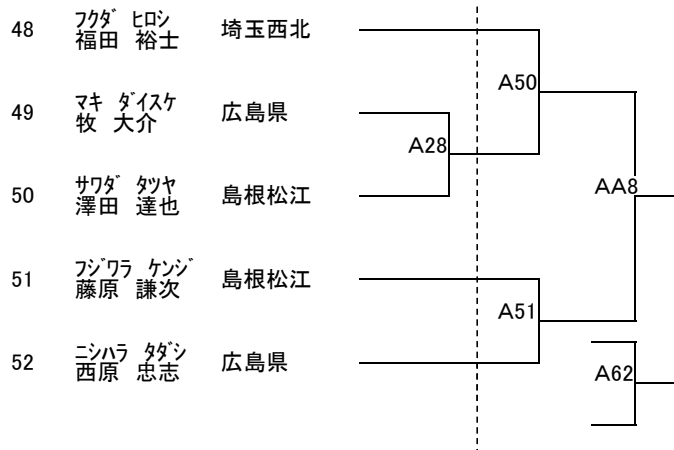 48 フクダ ヒロシ 福田 裕士 埼玉西北
A50
49 マキ ダイスケ 牧 大介 広島県
A28
50 サワダ タツヤ 澤田 達也 島根松江
AA8
51 フジワラ ケンジ 藤原 謙次 島根松江
A51
52 ニシハラ タダシ 西原 忠志 広島県
A62